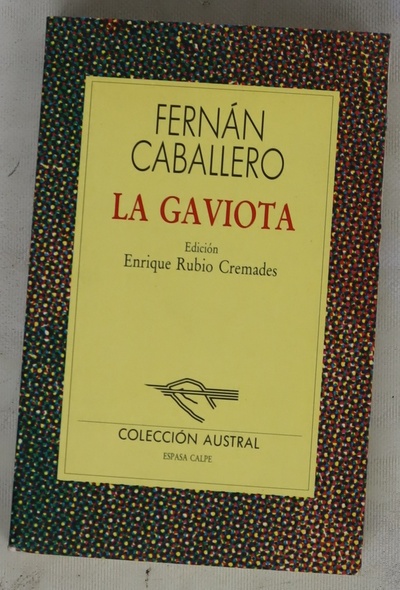 FERNÁN
CABALLERO
LA GAVIOTA
Edición
Enrique Rubio Cremades
COLECCIÓN AUSTRAL
ESPASA CALPE